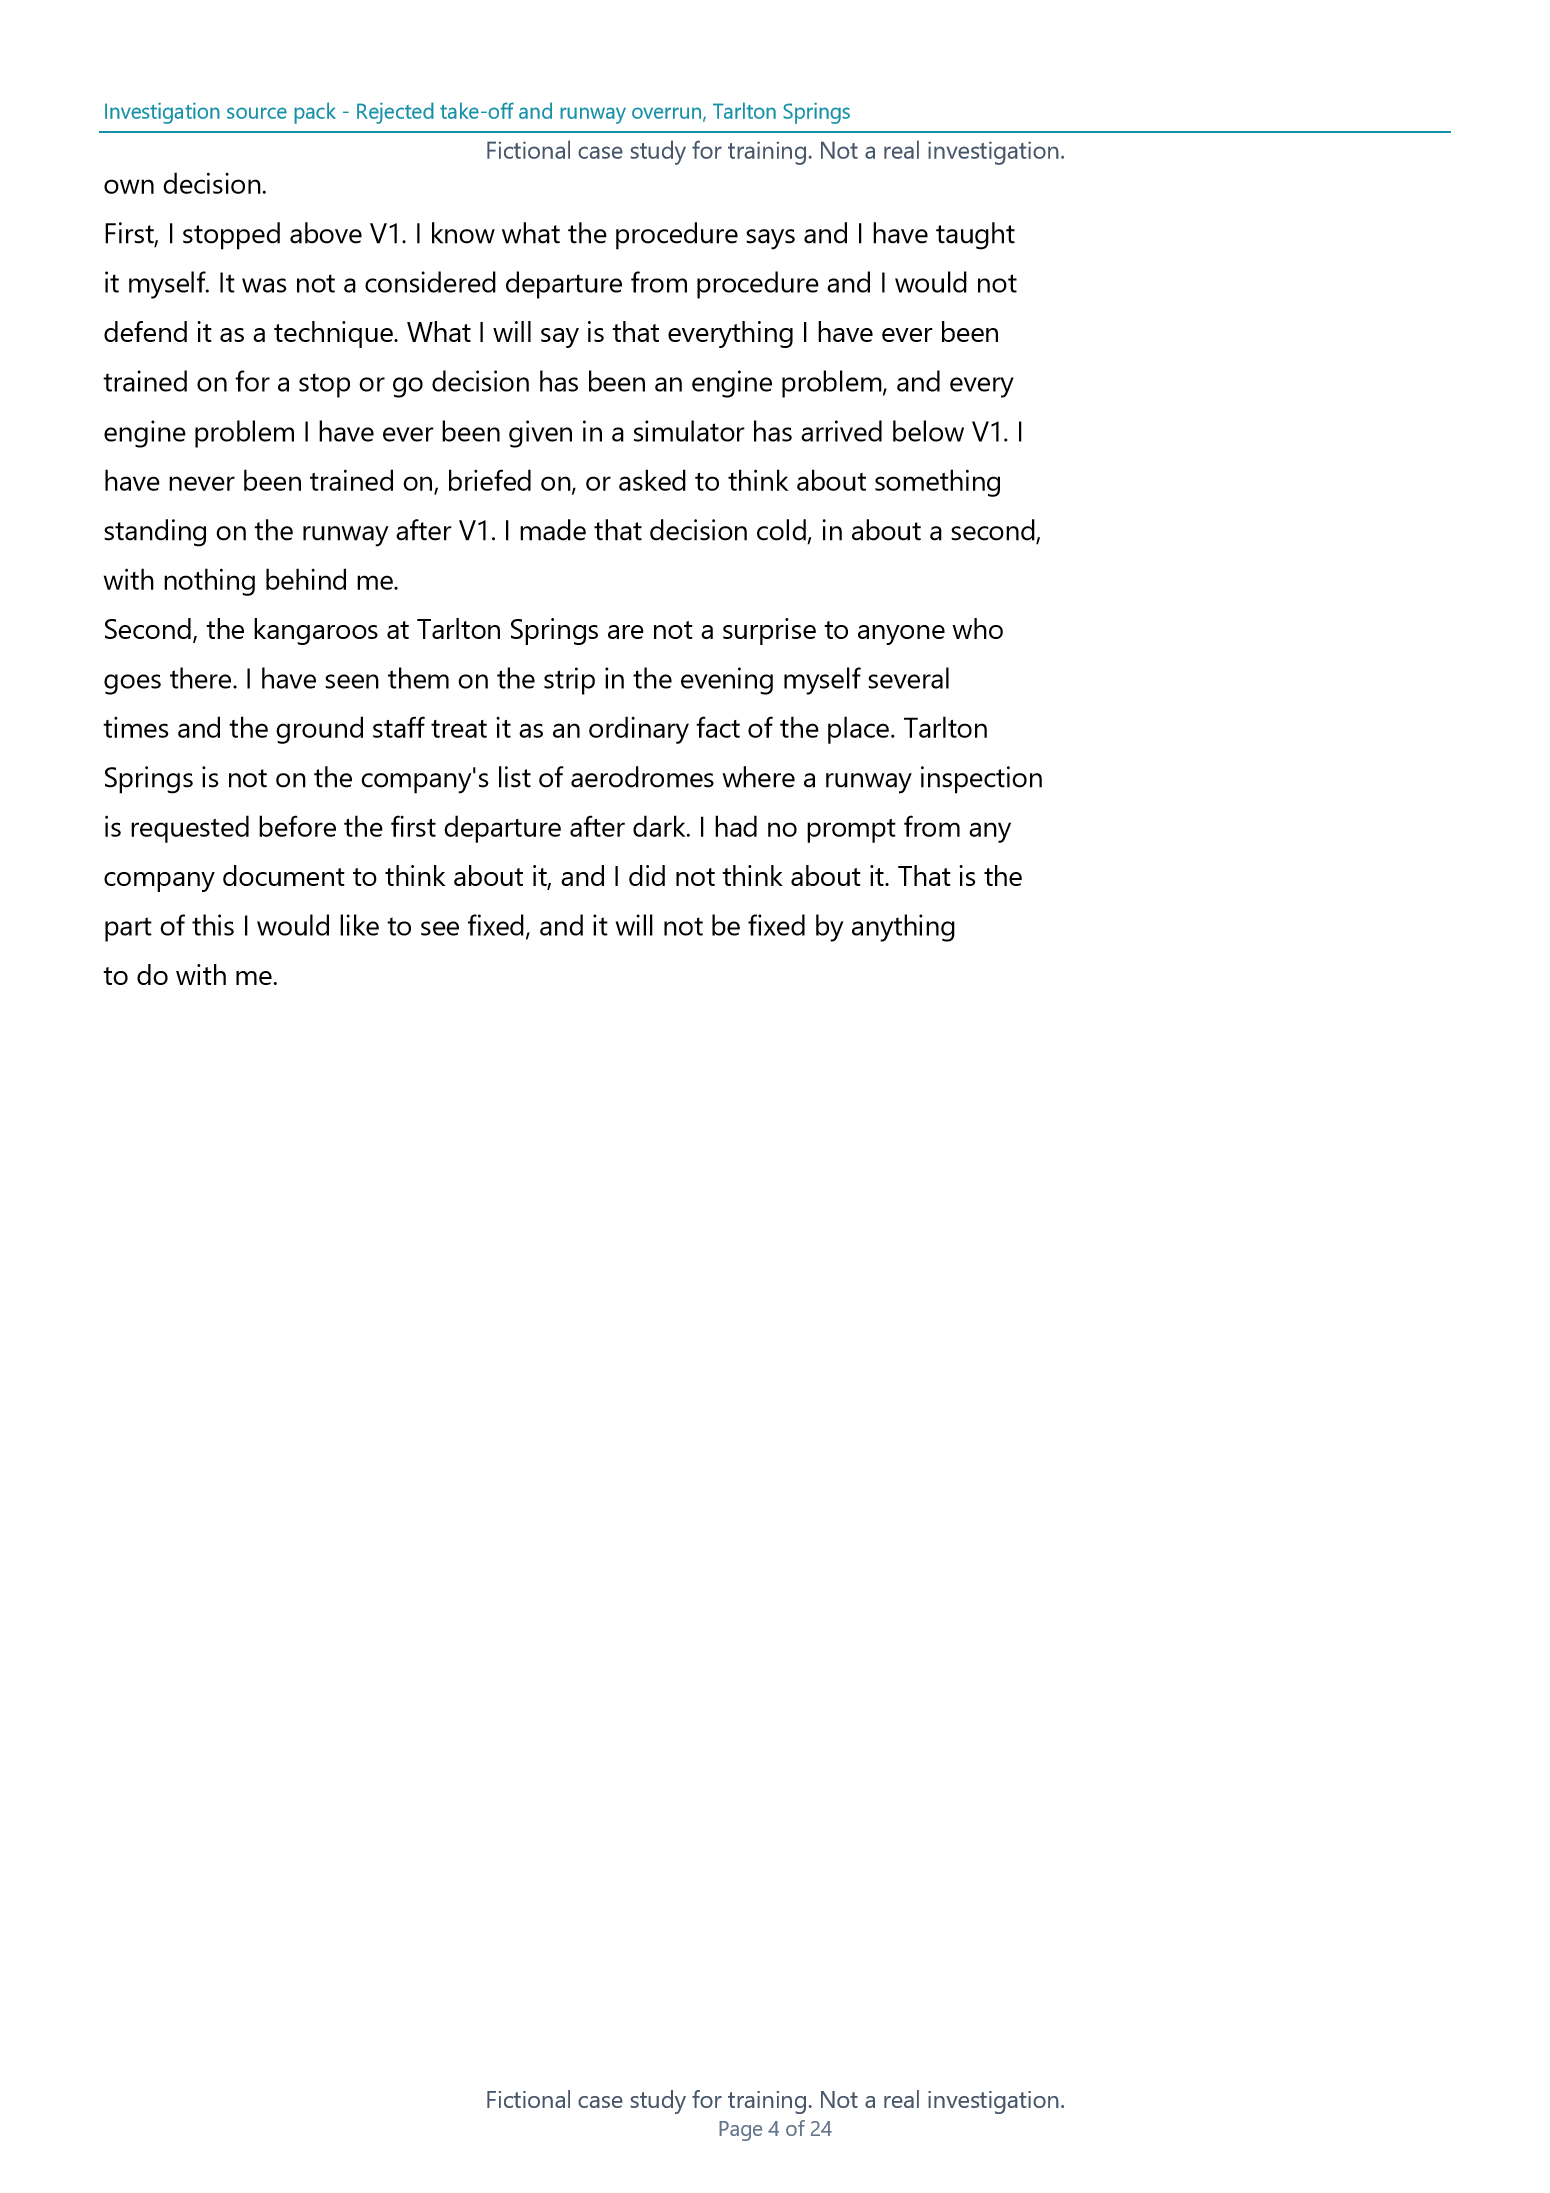 Investigation source pack - Rejected take-off and runway overrun, Tarlton Springs
Fictional case study for training. Not a real investigation.
own decision.
First, I stopped above V1. I know what the procedure says and I have taught
it myself. It was not a considered departure from procedure and I would not
defend it as a technique. What I will say is that everything I have ever been
trained on for a stop or go decision has been an engine problem, and every
engine problem I have ever been given in a simulator has arrived below V1. I
have never been trained on, briefed on, or asked to think about something
standing on the runway after V1. I made that decision cold, in about a second,
with nothing behind me.
Second, the kangaroos at Tarlton Springs are not a surprise to anyone who
goes there. I have seen them on the strip in the evening myself several
times and the ground staff treat it as an ordinary fact of the place. Tarlton
Springs is not on the company's list of aerodromes where a runway inspection
is requested before the first departure after dark. I had no prompt from any
company document to think about it, and I did not think about it. That is the
part of this I would like to see fixed, and it will not be fixed by anything
to do with me.
Fictional case study for training. Not a real investigation.
Page 4 of 24